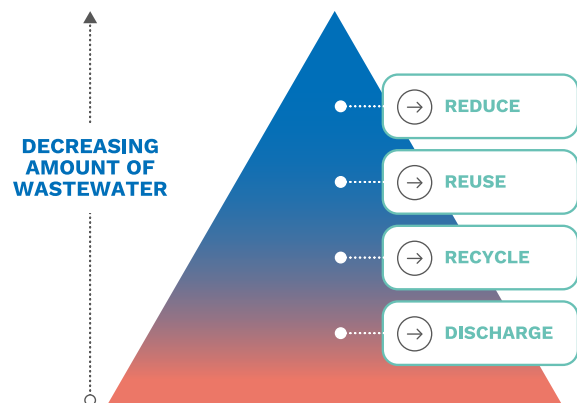 DECREASING
AMOUNT OF
WASTEWATER
REDUCE
REUSE
RECYCLE
DISCHARGE